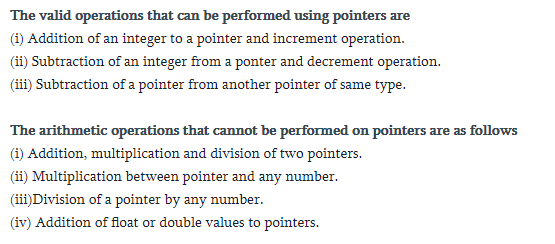 The valid operations that can be performed using pointers are
(i) Addition of an integer to a pointer and increment operation.
(ii) Subtraction of an integer from a ponter and decrement operation.
(iii) Subtraction of a pointer from another pointer of same type.
The arithmetic operations that cannot be performed on pointers are as follows
(i) Addition, multiplication and division of two pointers.
(ii) Multiplication between pointer and any number.
(iii)Division of a pointer by any number.
(iv) Addition of float or double values to pointers.